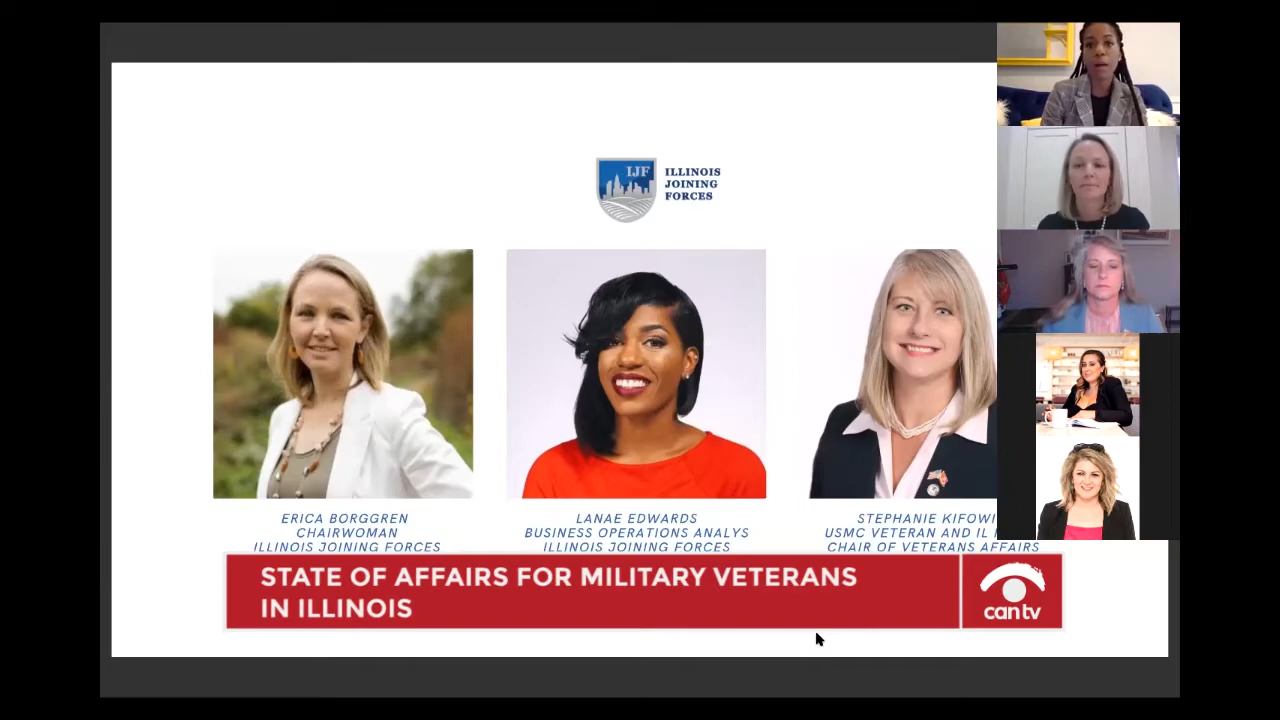 IJF
ILLINOIS
JOINING
FORCES
ERICA BORGGREN
CHAIRWOMAN
ILLINOIS JOINING FORCES
LANAE EDWARDS
BUSINESS OPERATIONS ANALYS
ILLINOIS JOINING FORCES
STEPHANIE KIFOWI
USMC VETERAN AND IL
CHAIR OF VETERANS AFFAIRS
STATE OF AFFAIRS FOR MILITARY VETERANS
IN ILLINOIS
can tv